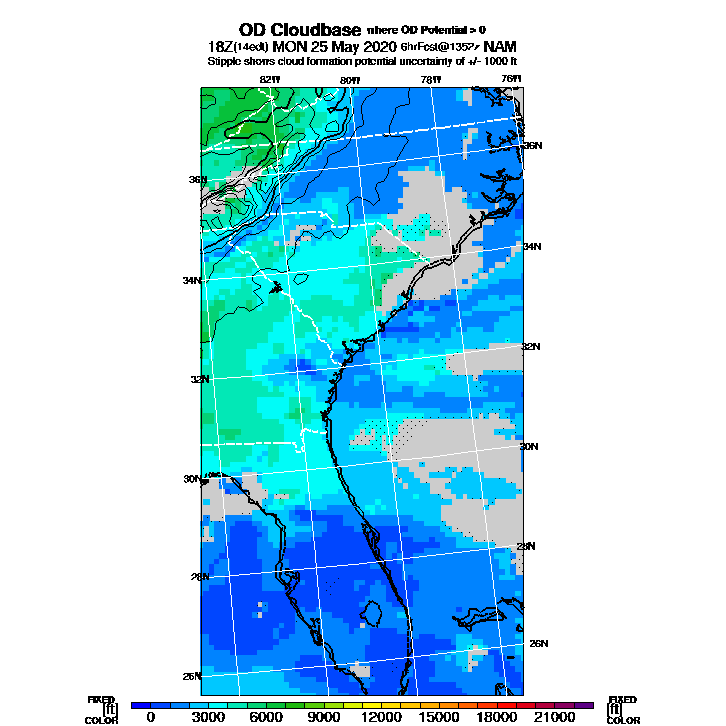 OD Cloudbase where OD Potential > 0
18Z(14edt) MON 25 May 2020 6hrFcst@1352z NAM
Stipple shows cloud formation potential uncertainty of +/- 1000 ft
82W 80W 78W 76W
36N 36N
34N 34N
32N 32N
30N 30N
28N 28N
26N 26N
FIXED FIXED
[ft] [ft]
COLOR COLOR
0 3000 6000 9000 12000 15000 18000 21000